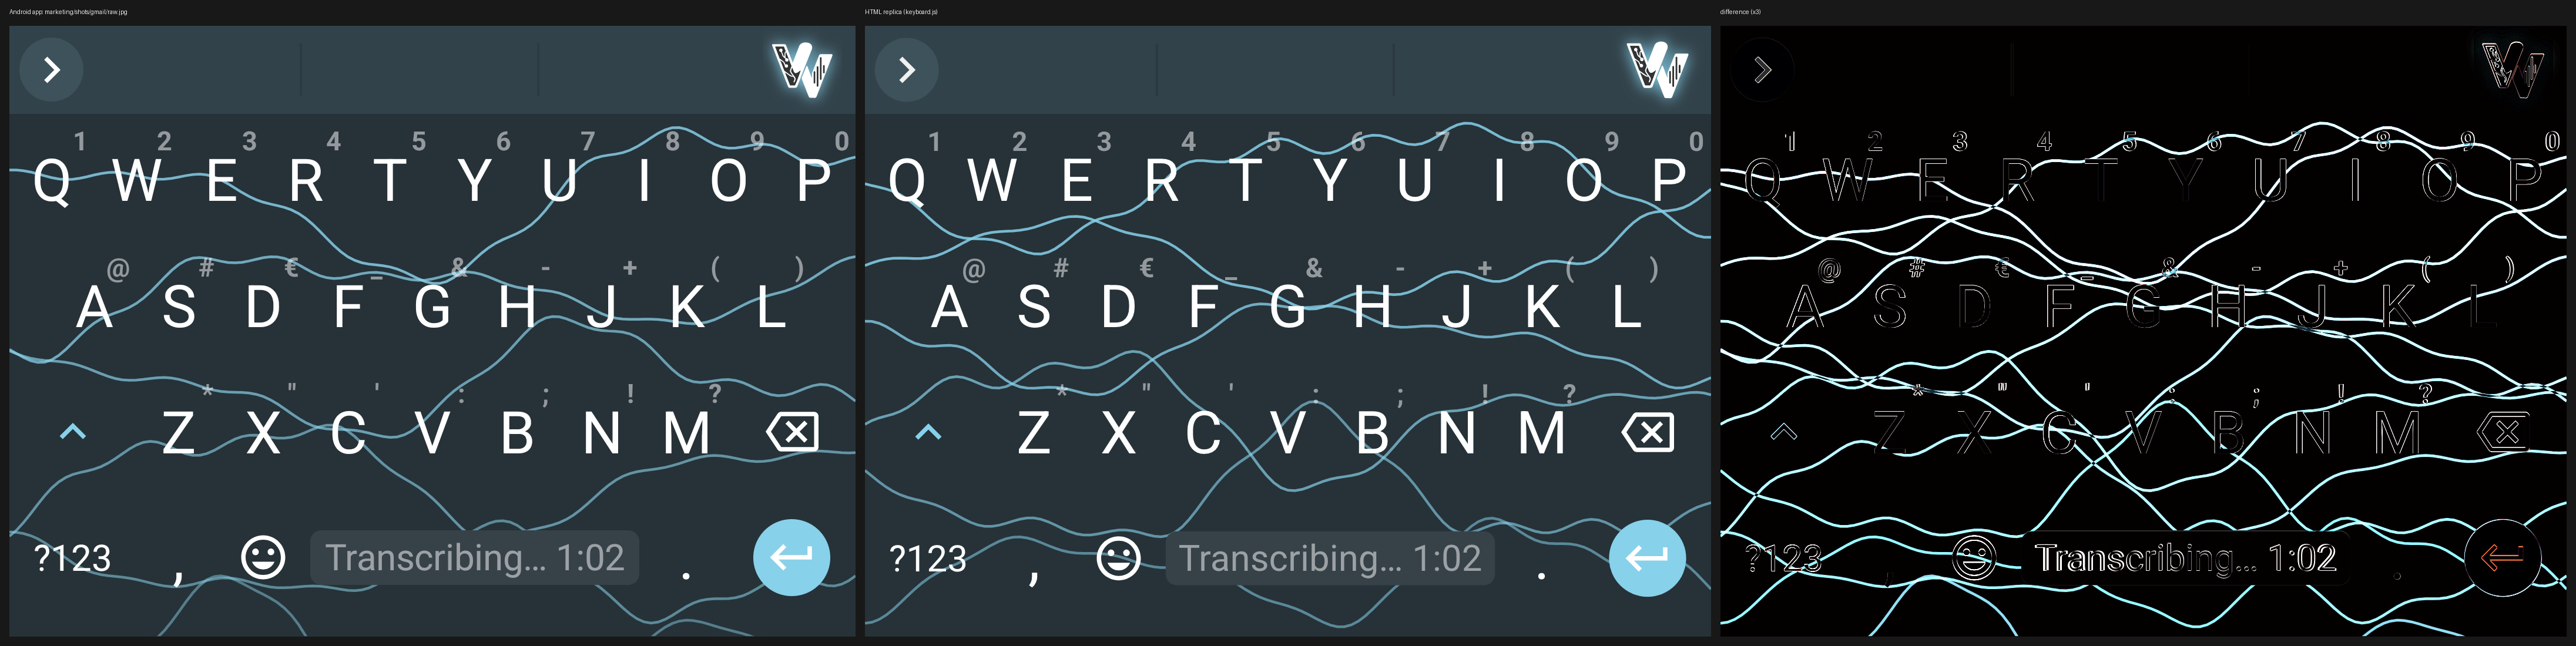 Android app: marketing/shots/gmail/raw.jpg
HTML replica (keyboard.js)
difference (x3)
1 2 3 4 5 6 7 8 9 0
Q W E R T Y U I O P
@ # € _ & - + ( )
A S D F G H J K L
* " ' : ; ! ?
Z X C V B N M
?123 , Transcribing... 1:02 .
1 2 3 4 5 6 7 8 9 0
Q W E R T Y U I O P
@ # € _ & - + ( )
A S D F G H J K L
* " ' : ; ! ?
Z X C V B N M
?123 , Transcribing... 1:02 .
1 2 3 4 5 6 7 8 9 0
Q W E R T Y U I O P
@ # € _ & - + ( )
A S D F G H J K L
* " ' : ; ! ?
Z X C V B N M
?123 , Transcribing... 1:02 .